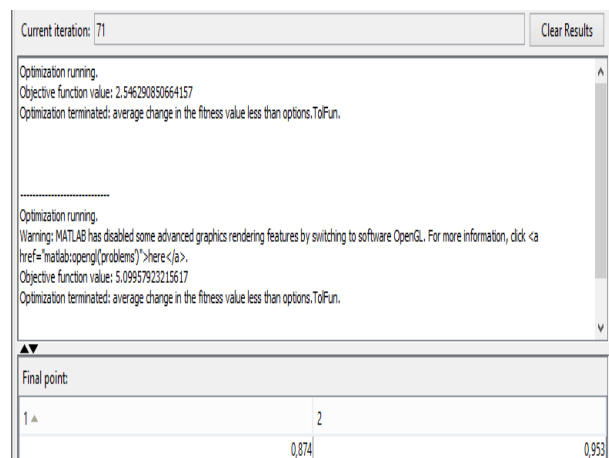 Current iteration: 71 Clear Results
Optimization running.
Objective function value: 2.546290850664157
Optimization terminated: average change in the fitness value less than options.TolFun.
-----------------------------
Optimization running.
Warning: MATLAB has disabled some advanced graphics rendering features by switching to software OpenGL. For more information, click <a
href="matlab:opengl('problems')">here</a>.
Objective function value: 5.09957923215617
Optimization terminated: average change in the fitness value less than options.TolFun.
Final point:
1 2
0,874 0,953